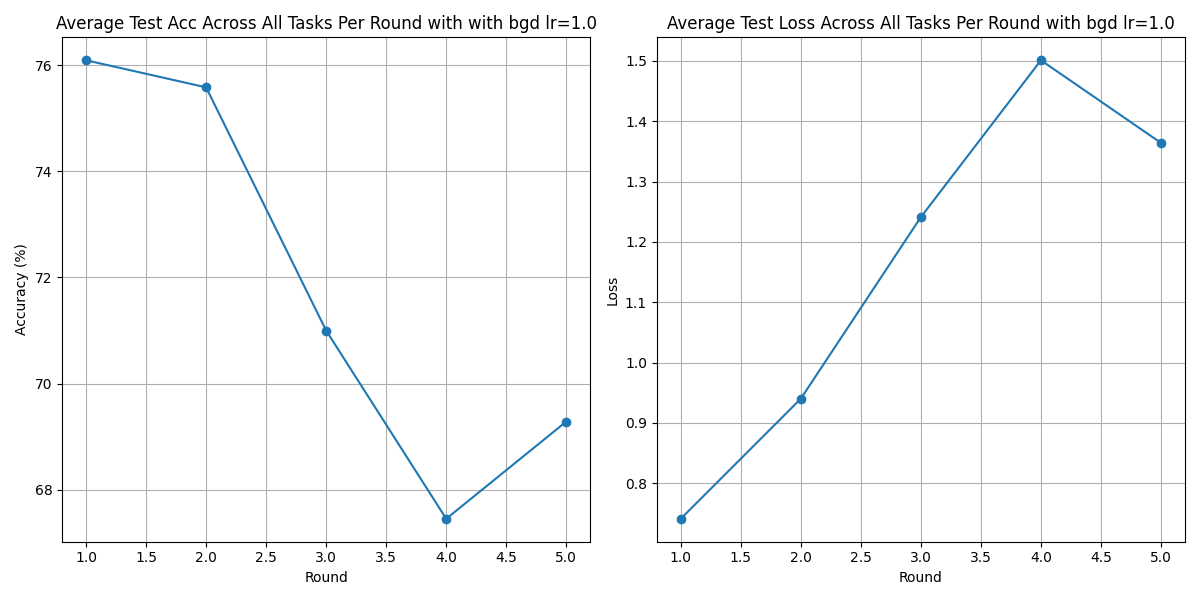 Average Test Acc Across All Tasks Per Round with with bgd lr=1.0
76
74
72
70
68
Accuracy (%)
1.0 1.5 2.0 2.5 3.0 3.5 4.0 4.5 5.0
Round
Average Test Loss Across All Tasks Per Round with bgd lr=1.0
1.5
1.4
1.3
1.2
1.1
1.0
0.9
0.8
Loss
1.0 1.5 2.0 2.5 3.0 3.5 4.0 4.5 5.0
Round